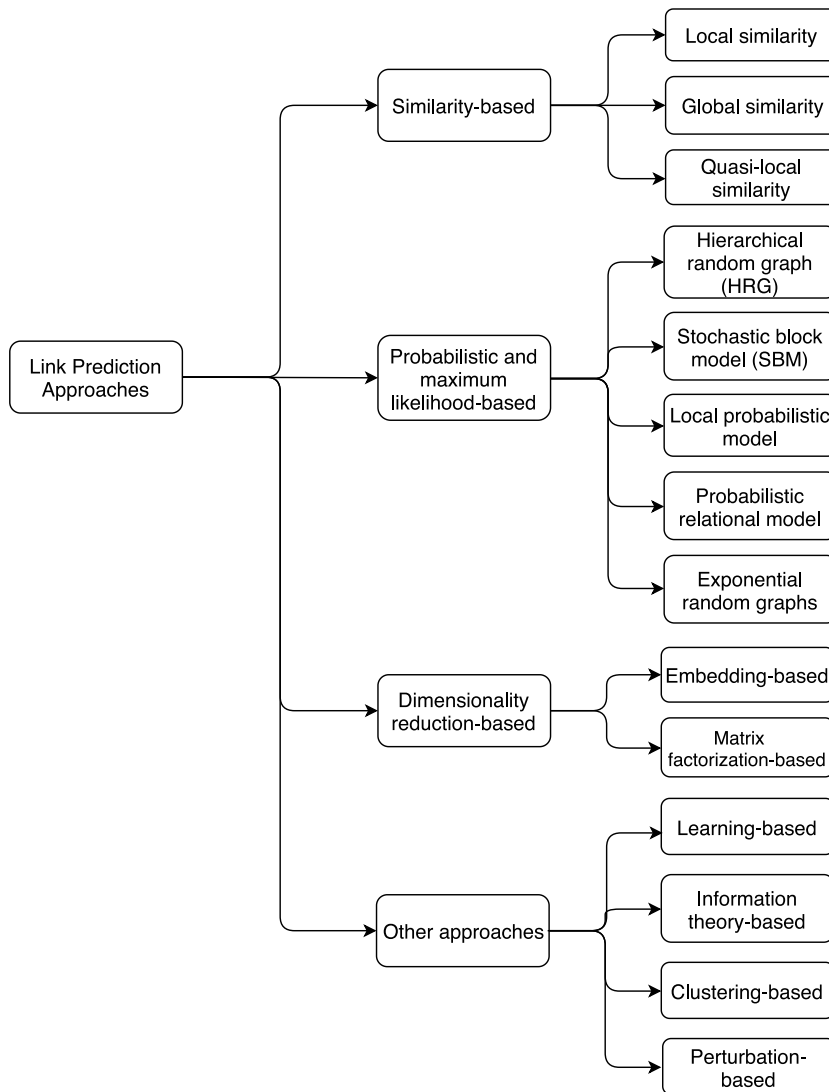 Link Prediction
Approaches
Similarity-based
Local similarity
Global similarity
Quasi-local
similarity
Probabilistic and
maximum
likelihood-based
Hierarchical
random graph
(HRG)
Stochastic block
model (SBM)
Local probabilistic
model
Probabilistic
relational model
Exponential
random graphs
Dimensionality
reduction-based
Embedding-based
Matrix
factorization-based
Other approaches
Learning-based
Information
theory-based
Clustering-based
Perturbation-
based